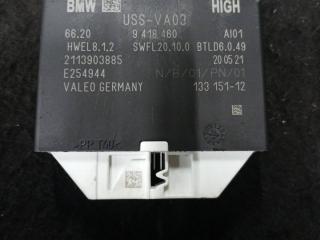 BMW HIGH
USS-VA03
66.20 9 418 460 AI01
HWEL8.1.2 SWFL20.10.0 BTLD6.0.49
2113903885 20 05 21
E254944 N/B/01/PN/01
VALEO GERMANY 133 151-12